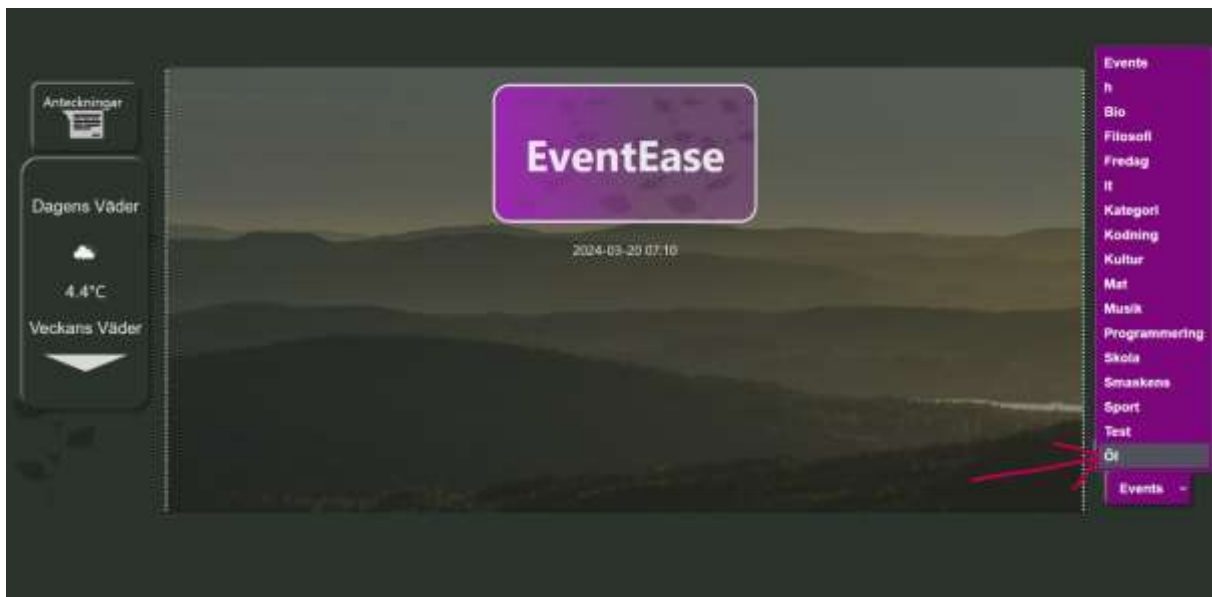 Anteckningar
Dagens Väder
4.4°C
Veckans Väder
EventEase
2024-03-20 07:10
Events
h
Bio
Filosofi
Fredag
It
Kategori
Kodning
Kultur
Mat
Musik
Programmering
Skola
Smaskens
Sport
Test
Öl
Events